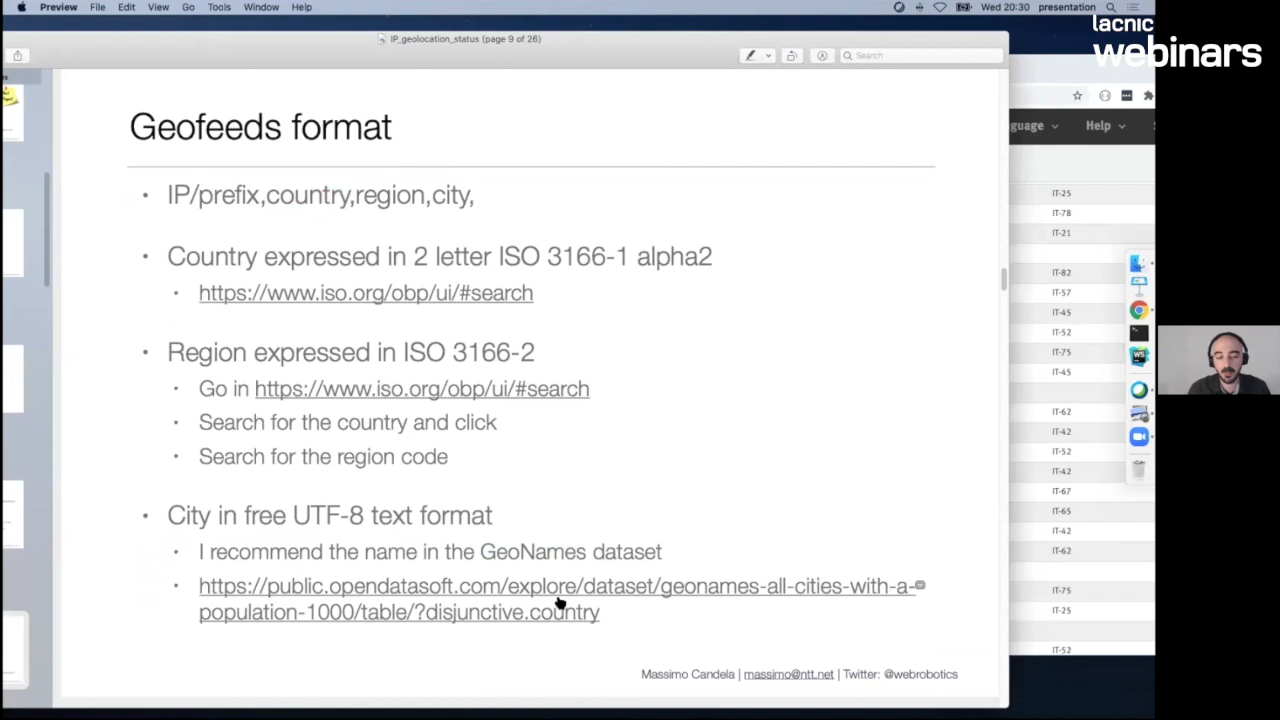 Preview File Edit View Go Tools Window Help
Wed 20:30 presentation
lacnic
webinars
IP_geolocation_status (page 9 of 26)
Search
Geofeeds format
• IP/prefix,country,region,city,
• Country expressed in 2 letter ISO 3166-1 alpha2
• https://www.iso.org/obp/ui/#search
• Region expressed in ISO 3166-2
• Go in https://www.iso.org/obp/ui/#search
• Search for the country and click
• Search for the region code
• City in free UTF-8 text format
• I recommend the name in the GeoNames dataset
• https://public.opendatasoft.com/explore/dataset/geonames-all-cities-with-a-
population-1000/table/?disjunctive.country
Massimo Candela | massimo@ntt.net | Twitter: @webrobotics
guage Help
IT-25
IT-78
IT-21
IT-82
IT-57
IT-45
IT-52
IT-75
IT-45
IT-62
IT-42
IT-52
IT-42
IT-67
IT-65
IT-42
IT-62
IT-75
IT-25
IT-52
WS